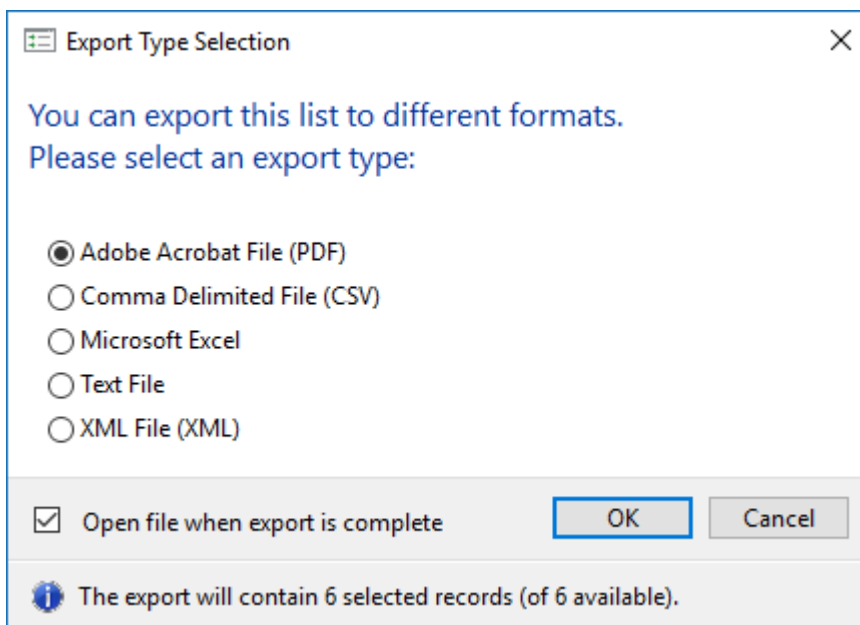 Export Type Selection
You can export this list to different formats.
Please select an export type:
Adobe Acrobat File (PDF)
Comma Delimited File (CSV)
Microsoft Excel
Text File
XML File (XML)
Open file when export is complete
OK
Cancel
The export will contain 6 selected records (of 6 available).